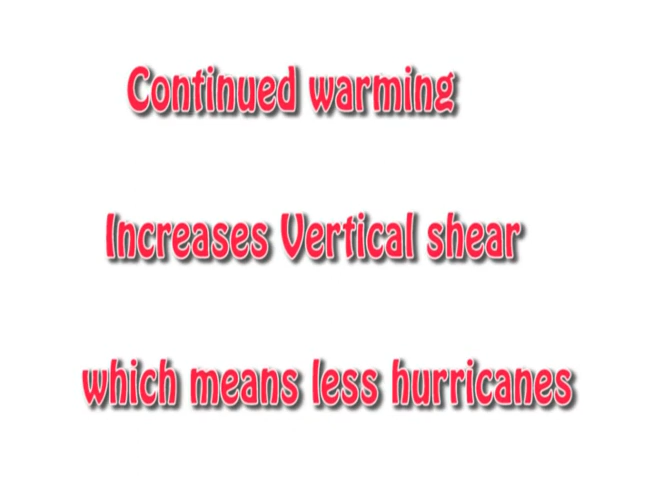 Continued warming
Increases Vertical shear
which means less hurricanes